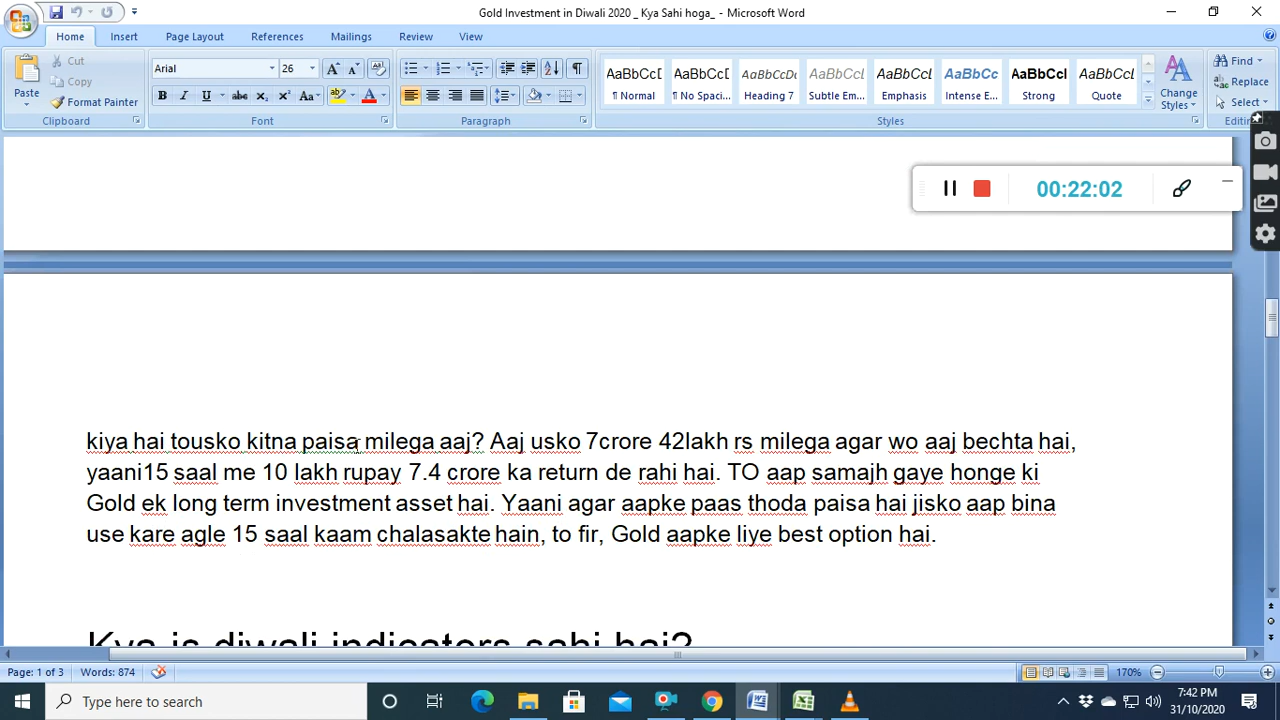 Gold Investment in Diwali 2020 _ Kya Sahi hoga_ - Microsoft Word
Home Insert Page Layout References Mailings Review View
Paste
Cut
Copy
Format Painter
Clipboard
Arial 26
Font
Paragraph
AaBbCcD AaBbCcD AaBbCcDc AaBbCcL AaBbCcL AaBbCc AaBbCcL AaBbCcL
¶ Normal ¶ No Spaci... Heading 7 Subtle Em... Emphasis Intense E... Strong Quote
Change Styles
Styles
Find
Replace
Select
Editin
00:22:02
kiya hai tousko kitna paisa milega aaj? Aaj usko 7crore 42lakh rs milega agar wo aaj bechta hai,
yaani15 saal me 10 lakh rupay 7.4 crore ka return de rahi hai. TO aap samajh gaye honge ki
Gold ek long term investment asset hai. Yaani agar aapke paas thoda paisa hai jisko aap bina
use kare agle 15 saal kaam chalasakte hain, to fir, Gold aapke liye best option hai.
Kya is diwali indicators sahi hai?
Page: 1 of 3 Words: 874 170%
Type here to search
7:42 PM
31/10/2020